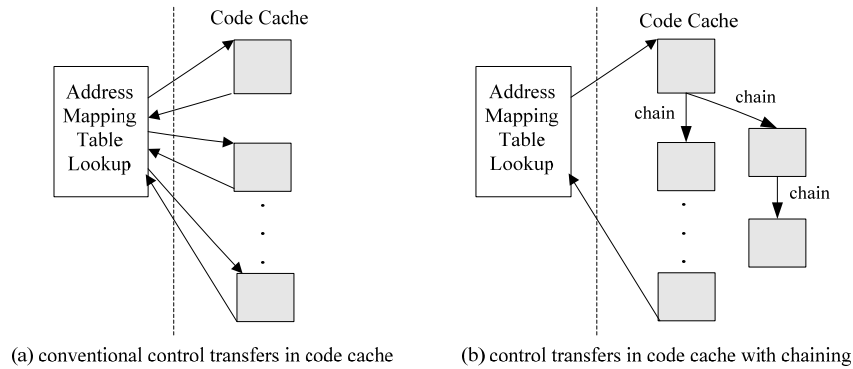 Code Cache
Address
Mapping
Table
Lookup
(a) conventional control transfers in code cache
Code Cache
Address
Mapping
Table
Lookup
chain
chain
chain
(b) control transfers in code cache with chaining